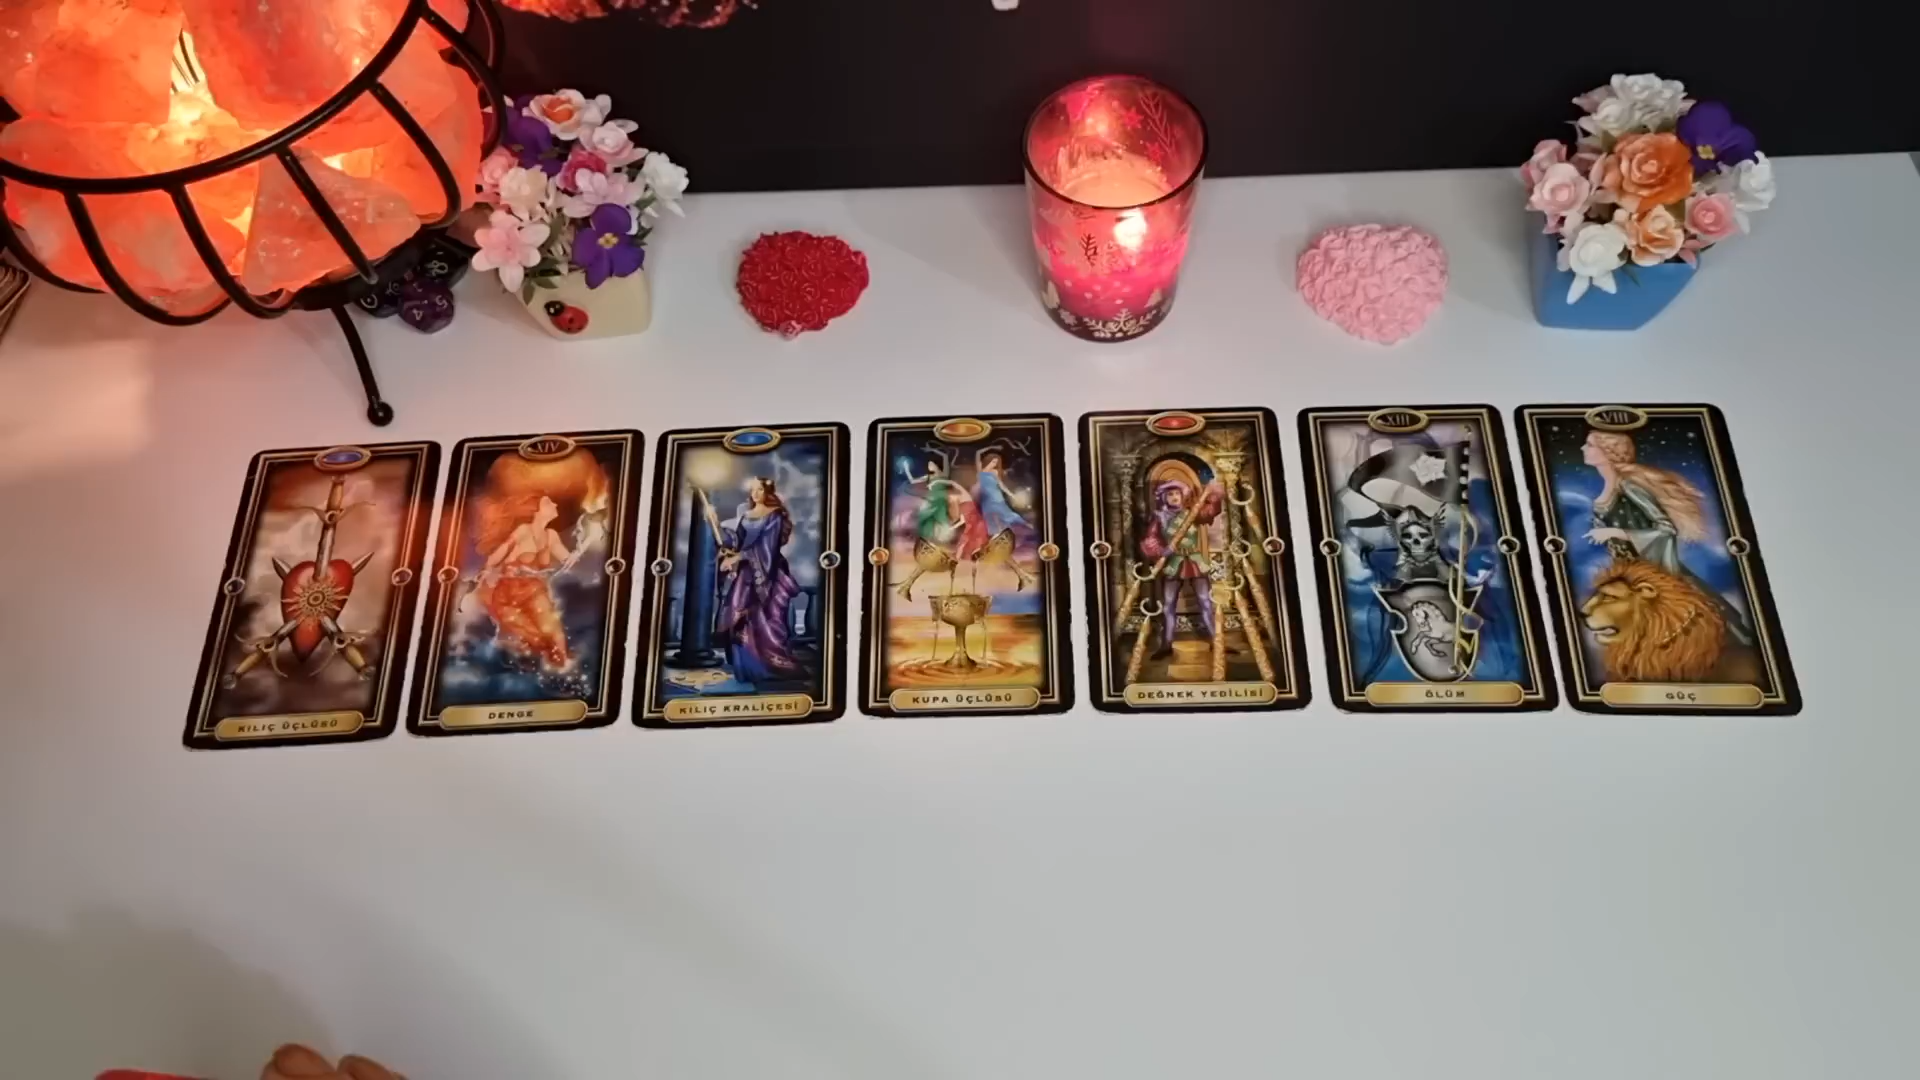 XIV
XIII
VIII
KILIÇ ÜÇLÜSÜ
DENGE
KILIÇ KRALİÇESİ
KUPA ÜÇLÜSÜ
DEĞNEK YEDİLİSİ
ÖLÜM
GÜÇ